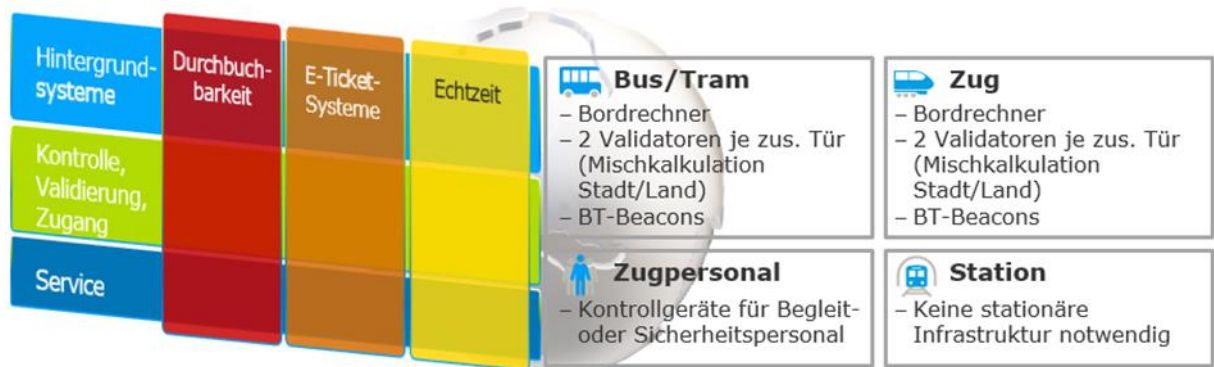 Hintergrund-
systeme
Durchbuch-
barkeit
E-Ticket-
Systeme
Echtzeit
Kontrolle,
Validierung,
Zugang
Service
Bus/Tram
– Bordrechner
– 2 Validatoren je zus. Tür
(Mischkalkulation
Stadt/Land)
– BT-Beacons
Zug
– Bordrechner
– 2 Validatoren je zus. Tür
(Mischkalkulation
Stadt/Land)
– BT-Beacons
Zugpersonal
– Kontrollgeräte für Begleit-
oder Sicherheitspersonal
Station
– Keine stationäre
Infrastruktur notwendig